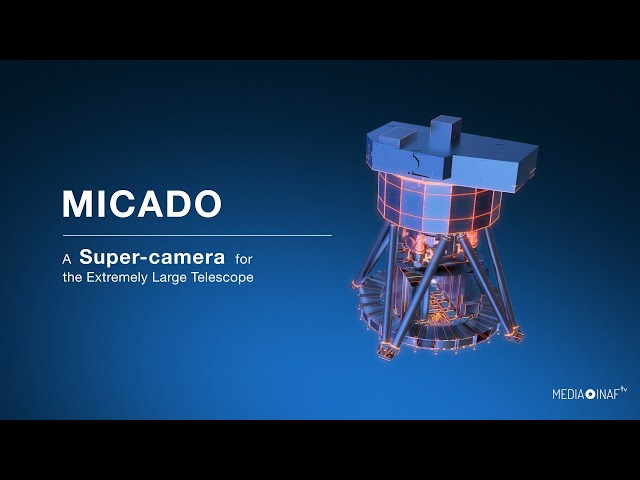 MICADO
A Super-camera for
the Extremely Large Telescope
MEDIA INAF tv